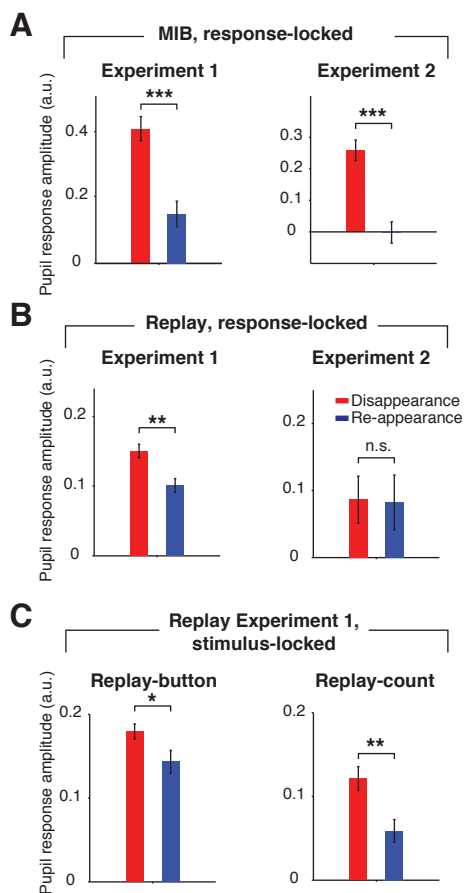 A
MIB, response-locked
Experiment 1
Experiment 2
Pupil response amplitude (a.u.)
0.4
0.2
0
***
0.3
0.2
0.1
0
***
B
Replay, response-locked
Experiment 1
Experiment 2
Pupil response amplitude (a.u.)
0.2
0.1
0
**
0.2
0.1
0
Disappearance
Re-appearance
n.s.
C
Replay Experiment 1,
stimulus-locked
Replay-button
Replay-count
Pupil response amplitude (a.u.)
0.2
0.1
*
0.2
0.1
0
**